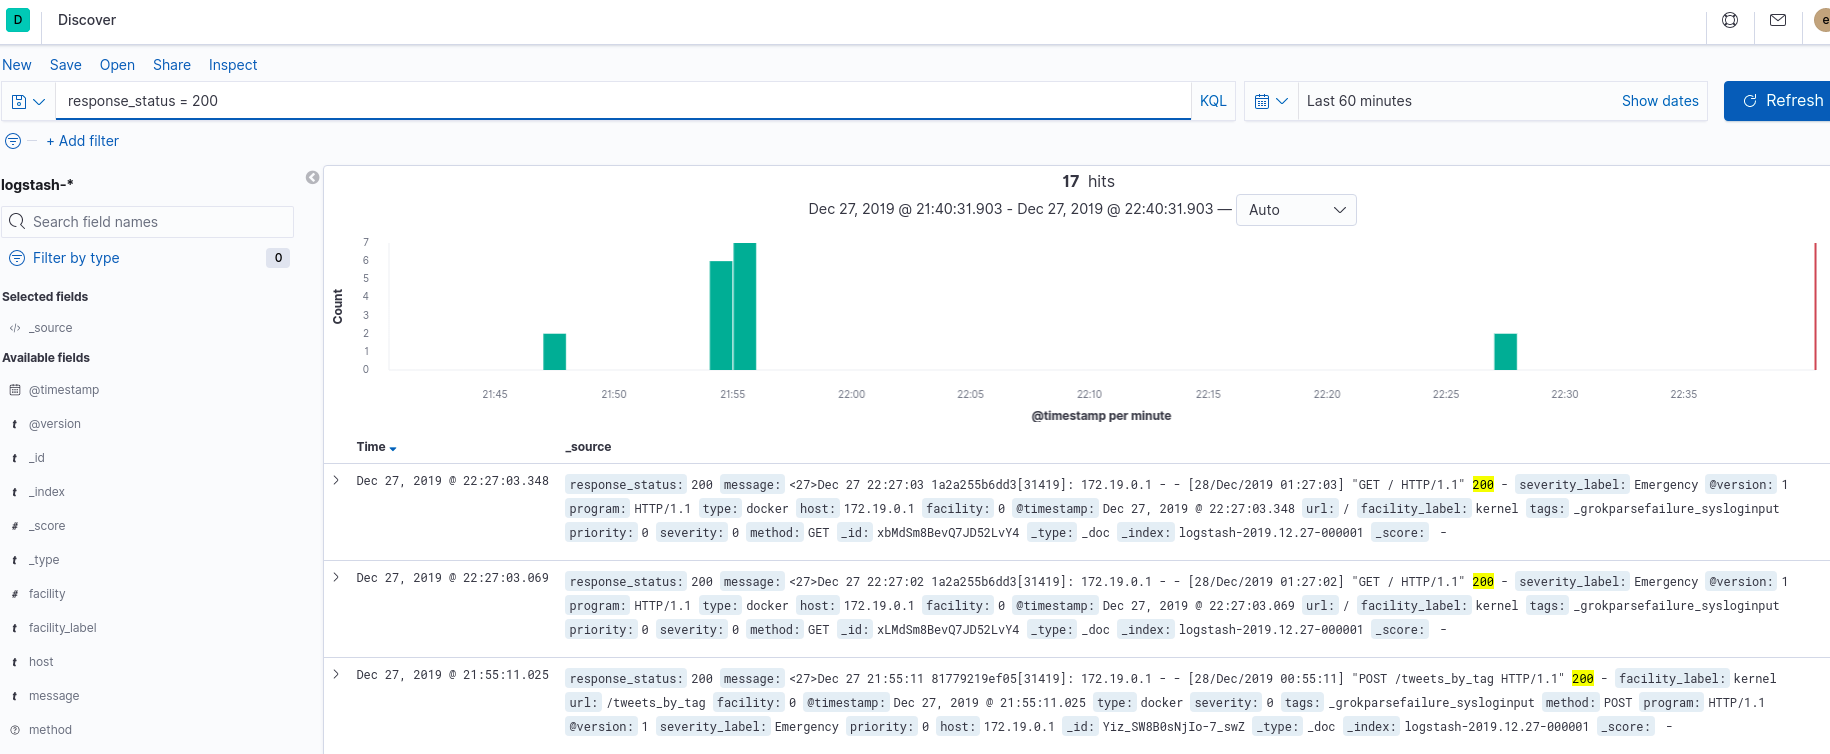 D Discover e
New Save Open Share Inspect
response_status = 200 KQL Last 60 minutes Show dates Refresh
+ Add filter
logstash-*
Search field names
Filter by type 0
Selected fields
_source
Available fields
@timestamp
t @version
t _id
t _index
# _score
t _type
# facility
t facility_label
t host
t message
method
17 hits
Dec 27, 2019 @ 21:40:31.903 - Dec 27, 2019 @ 22:40:31.903 — Auto
Count
7
6
5
4
3
2
1
0
21:45 21:50 21:55 22:00 22:05 22:10 22:15 22:20 22:25 22:30 22:35
@timestamp per minute
Time _source
Dec 27, 2019 @ 22:27:03.348 response_status: 200 message: <27>Dec 27 22:27:03 1a2a255b6dd3[31419]: 172.19.0.1 - - [28/Dec/2019 01:27:03] "GET / HTTP/1.1" 200 - severity_label: Emergency @version: 1
program: HTTP/1.1 type: docker host: 172.19.0.1 facility: 0 @timestamp: Dec 27, 2019 @ 22:27:03.348 url: / facility_label: kernel tags: _grokparsefailure_sysloginput
priority: 0 severity: 0 method: GET _id: xbMdSm8BevQ7JD52LvY4 _type: _doc _index: logstash-2019.12.27-000001 _score: -
Dec 27, 2019 @ 22:27:03.069 response_status: 200 message: <27>Dec 27 22:27:02 1a2a255b6dd3[31419]: 172.19.0.1 - - [28/Dec/2019 01:27:02] "GET / HTTP/1.1" 200 - severity_label: Emergency @version: 1
program: HTTP/1.1 type: docker host: 172.19.0.1 facility: 0 @timestamp: Dec 27, 2019 @ 22:27:03.069 url: / facility_label: kernel tags: _grokparsefailure_sysloginput
priority: 0 severity: 0 method: GET _id: xLMdSm8BevQ7JD52LvY4 _type: _doc _index: logstash-2019.12.27-000001 _score: -
Dec 27, 2019 @ 21:55:11.025 response_status: 200 message: <27>Dec 27 21:55:11 81779219ef05[31419]: 172.19.0.1 - - [28/Dec/2019 00:55:11] "POST /tweets_by_tag HTTP/1.1" 200 - facility_label: kernel
url: /tweets_by_tag facility: 0 @timestamp: Dec 27, 2019 @ 21:55:11.025 type: docker severity: 0 tags: _grokparsefailure_sysloginput method: POST program: HTTP/1.1
@version: 1 severity_label: Emergency priority: 0 host: 172.19.0.1 _id: Yiz_SW8B0sNjIo-7_swZ _type: _doc _index: logstash-2019.12.27-000001 _score: -